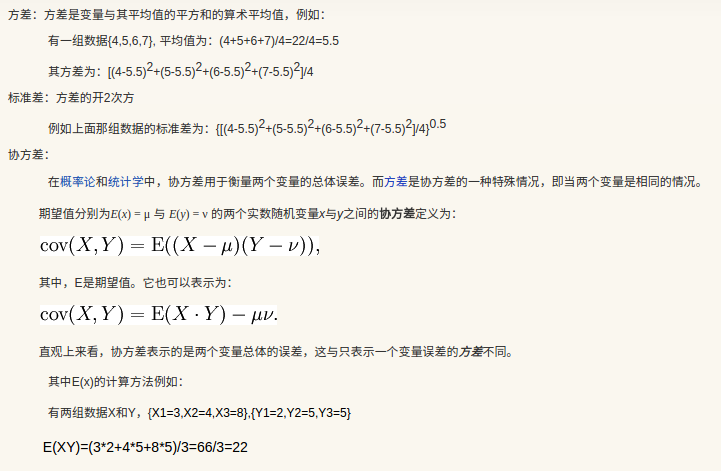 方差：方差是变量与其平均值的平方和的算术平均值，例如：
有一组数据{4,5,6,7}, 平均值为：(4+5+6+7)/4=22/4=5.5
其方差为：[(4-5.5)²+(5-5.5)²+(6-5.5)²+(7-5.5)²]/4
标准差：方差的开2次方
例如上面那组数据的标准差为：{[(4-5.5)²+(5-5.5)²+(6-5.5)²+(7-5.5)²]/4}^0.5
协方差：
在概率论和统计学中，协方差用于衡量两个变量的总体误差。而方差是协方差的一种特殊情况，即当两个变量是相同的情况。
期望值分别为E(x) = μ 与 E(y) = ν 的两个实数随机变量x与y之间的协方差定义为：
cov(X, Y) = E((X − μ)(Y − ν)),
其中，E是期望值。它也可以表示为：
cov(X, Y) = E(X · Y) − μν.
直观上来看，协方差表示的是两个变量总体的误差，这与只表示一个变量误差的方差不同。
其中E(x)的计算方法例如：
有两组数据X和Y，{X1=3,X2=4,X3=8},{Y1=2,Y2=5,Y3=5}
E(XY)=(3*2+4*5+8*5)/3=66/3=22